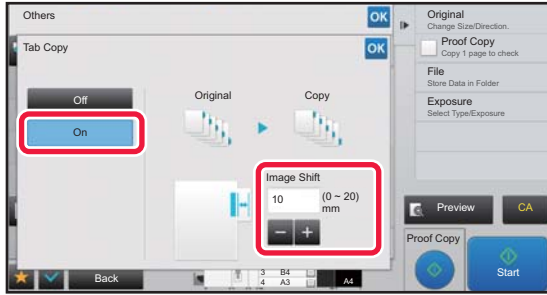 Others
OK
Tab Copy
OK
Off
On
Original
Copy
Image Shift
10
(0 ~ 20)
mm
Back
3 B4
4 A3
A4
Original
Change Size/Direction.
Proof Copy
Copy 1 page to check
File
Store Data in Folder
Exposure
Select Type/Exposure
Preview
CA
Proof Copy
Start